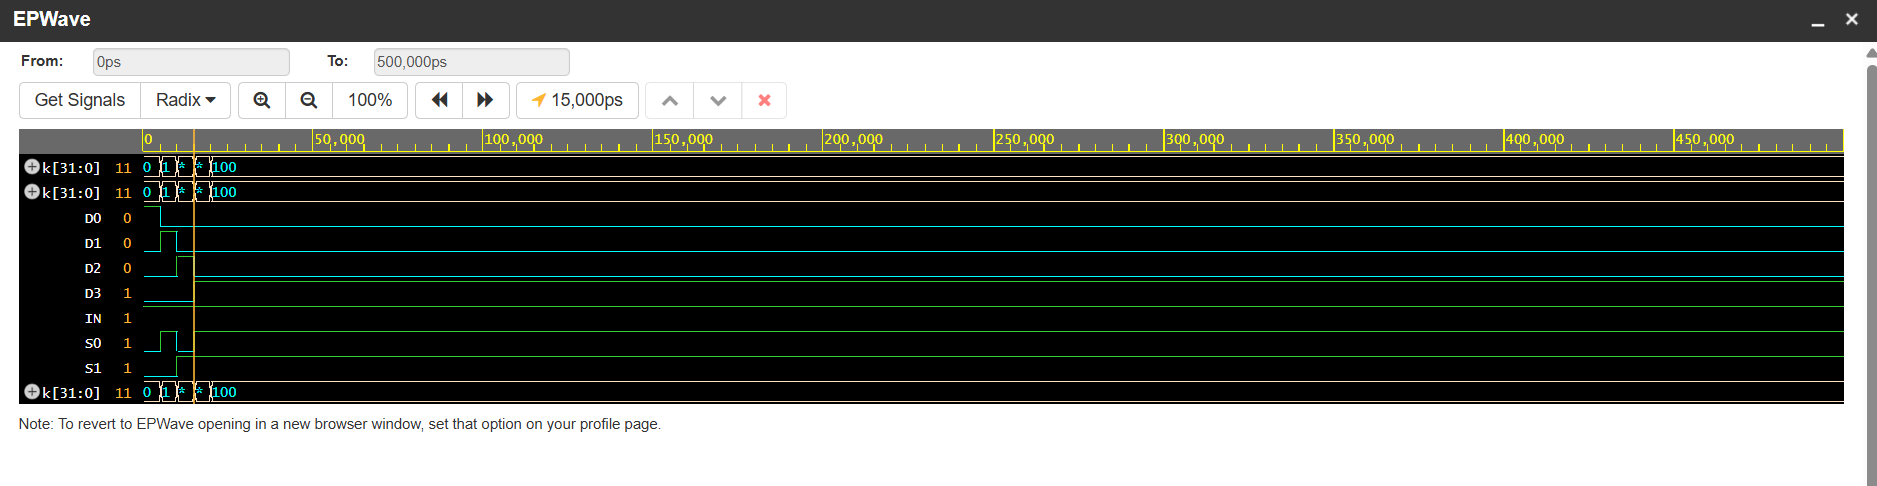 EPWave
From: 0ps To: 500,000ps
Get Signals Radix 100% 15,000ps
0 50,000 100,000 150,000 200,000 250,000 300,000 350,000 400,000 450,000
k[31:0] 11 0 1 * * 100
k[31:0] 11 0 1 * * 100
D0 0
D1 0
D2 0
D3 1
IN 1
S0 1
S1 1
k[31:0] 11 0 1 * * 100
Note: To revert to EPWave opening in a new browser window, set that option on your profile page.